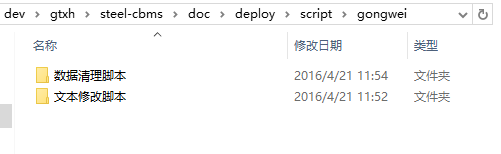 dev > gtxh > steel-cbms > doc > deploy > script > gongwei
名称 修改日期 类型
数据清理脚本 2016/4/21 11:54 文件夹
文本修改脚本 2016/4/21 11:52 文件夹